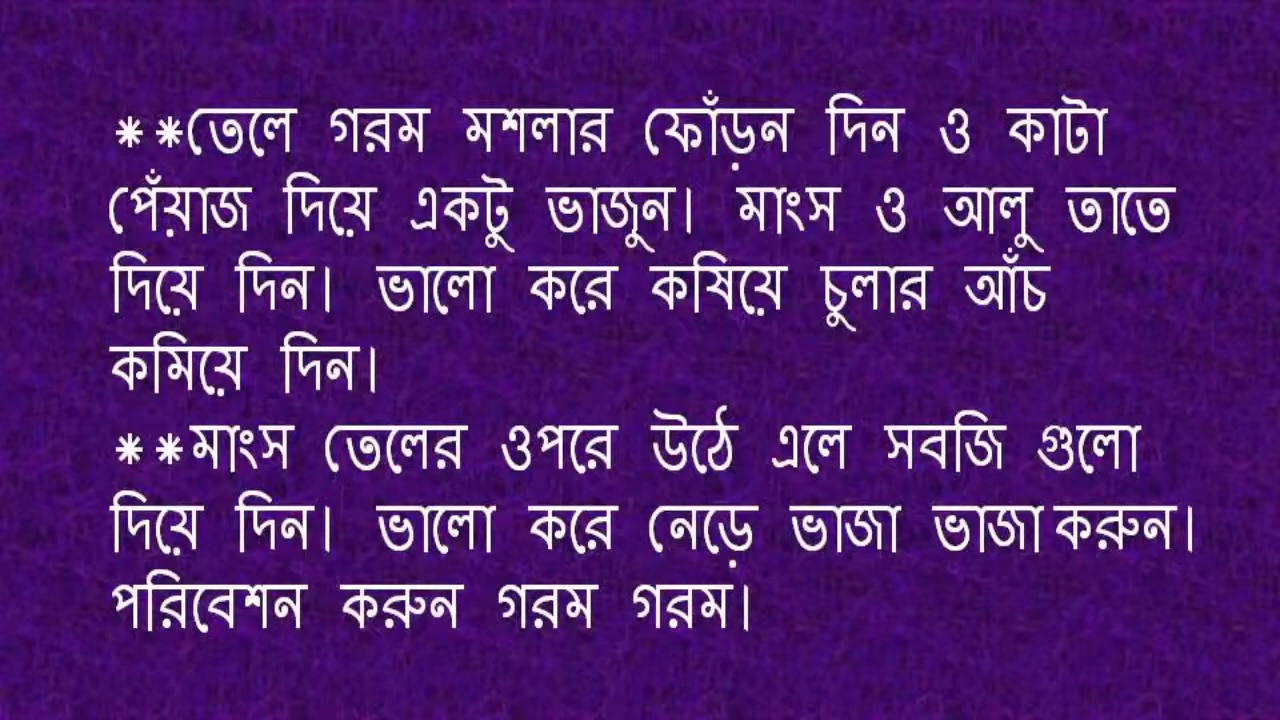 **তেলে গরম মশলার ফোঁড়ন দিন ও কাটা
পেঁয়াজ দিয়ে একটু ভাজুন। মাংস ও আলু তাতে
দিয়ে দিন। ভালো করে কষিয়ে চুলার আঁচ
কমিয়ে দিন।
**মাংস তেলের ওপরে উঠে এলে সবজি গুলো
দিয়ে দিন। ভালো করে নেড়ে ভাজা ভাজা করুন।
পরিবেশন করুন গরম গরম।